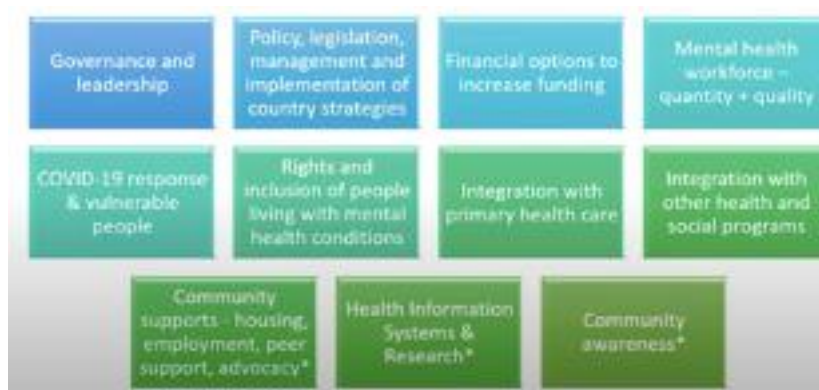 Governance and
leadership
Policy, legislation,
management and
implementation of
country strategies
Financial options to
increase funding
Mental health
workforce –
quantity + quality
COVID-19 response
& vulnerable
people
Rights and
inclusion of people
living with mental
health conditions
Integration with
primary health care
Integration with
other health and
social programs
Community
supports - housing,
employment, peer
support, advocacy*
Health Information
Systems &
Research*
Community
awareness*